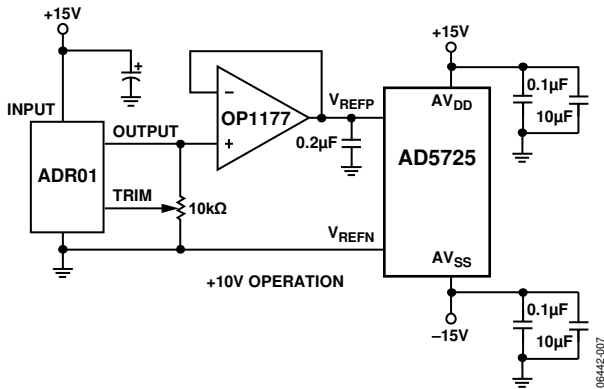 +15V
+
INPUT
ADR01
OUTPUT
TRIM
10kΩ
−
+
OP1177
VREFP
0.2µF
VREFN
+10V OPERATION
+15V
AVDD
AD5725
AVSS
−15V
0.1µF
10µF
0.1µF
10µF
06442-007